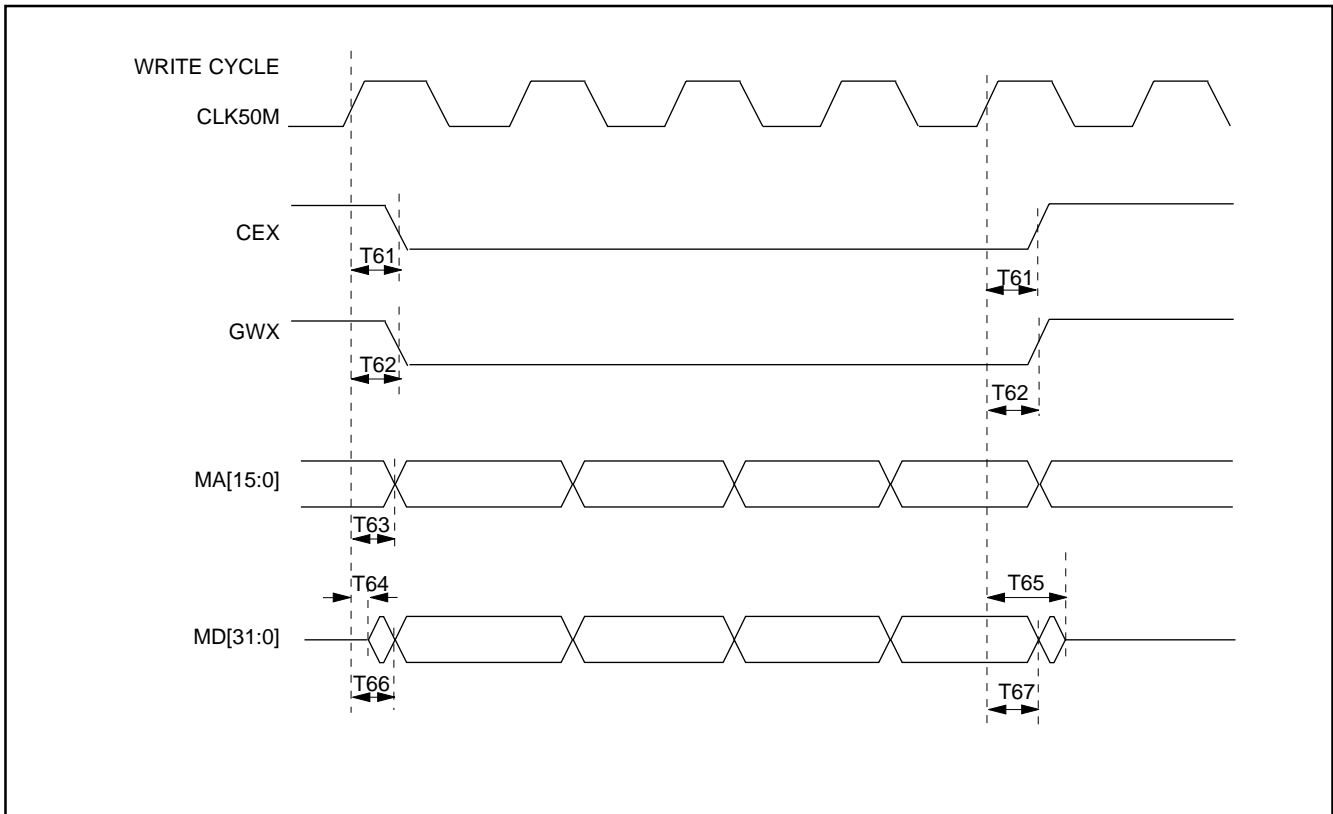 WRITE CYCLE
CLK50M
CEX
T61
T61
GWX
T62
T62
MA[15:0]
T63
T64
T65
MD[31:0]
T66
T67